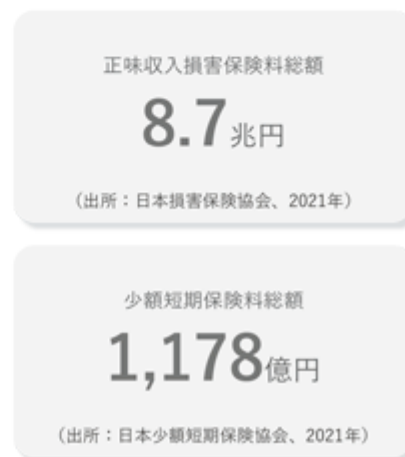 正味収入損害保険料総額
8.7兆円
（出所：日本損害保険協会、2021年）
少額短期保険料総額
1,178億円
（出所：日本少額短期保険協会、2021年）